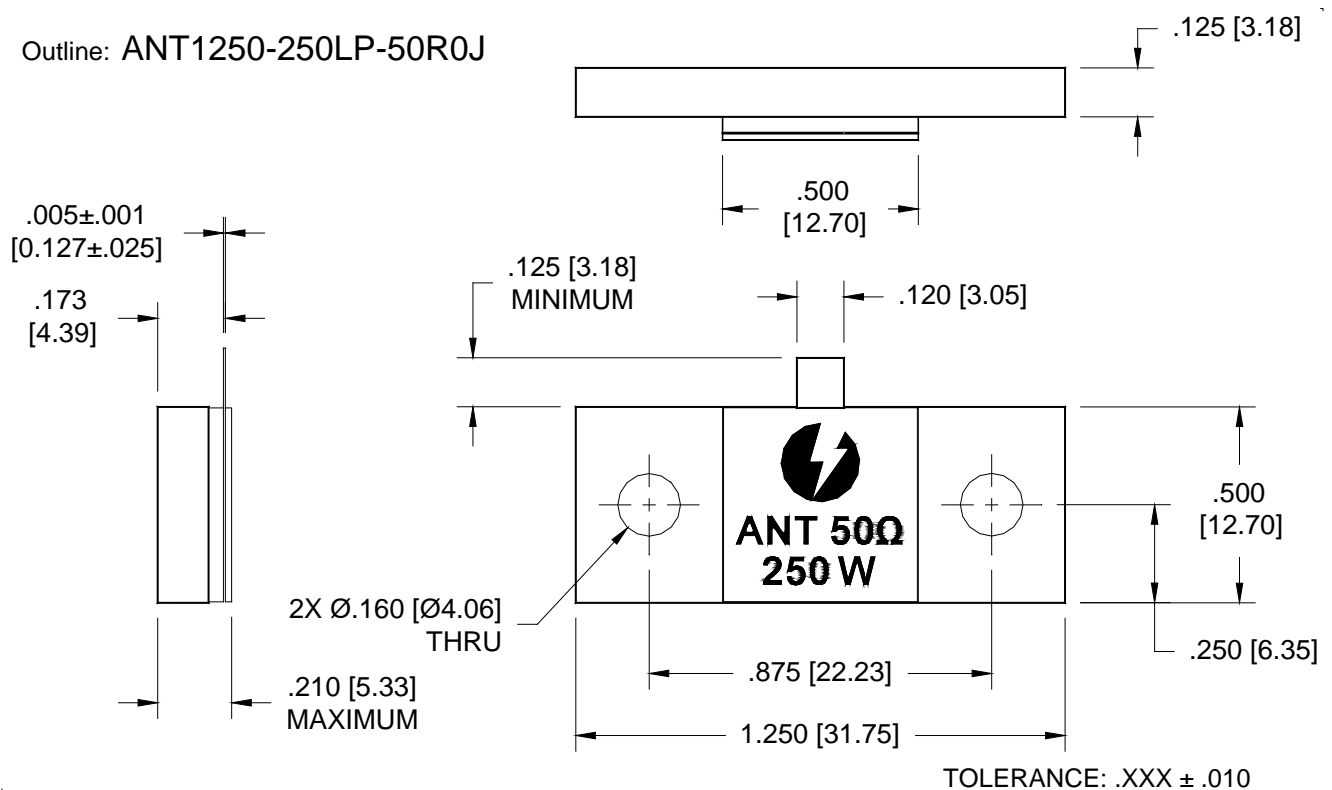 Outline: ANT1250-250LP-50R0J
.125 [3.18]
.500
[12.70]
.005±.001
[0.127±.025]
.173
[4.39]
.125 [3.18]
MINIMUM
.120 [3.05]
ANT 50Ω
250 W
.500
[12.70]
2X Ø.160 [Ø4.06]
THRU
.250 [6.35]
.875 [22.23]
.210 [5.33]
MAXIMUM
1.250 [31.75]
TOLERANCE: .XXX ± .010